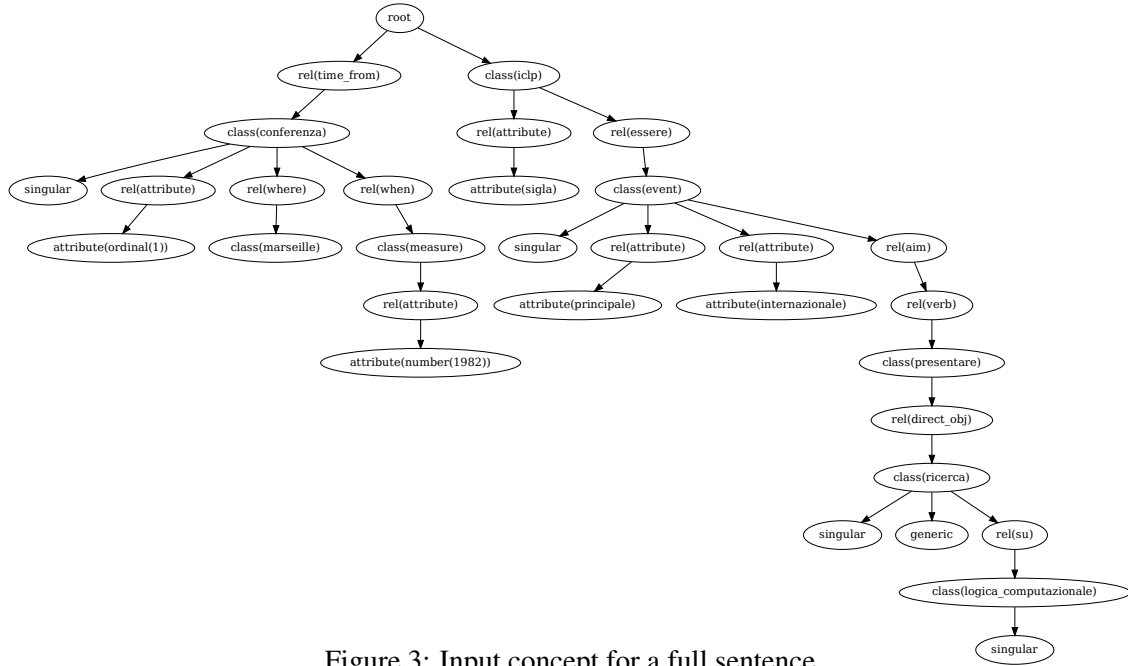 root
rel(time_from) class(iclp)
class(conferenza) rel(attribute) rel(essere)
singular rel(attribute) rel(where) rel(when) attribute(sigla) class(event)
attribute(ordinal(1)) class(marseille) class(measure) singular rel(attribute) rel(attribute) rel(aim)
rel(attribute) attribute(principale) attribute(internazionale) rel(verb)
attribute(number(1982)) class(presentare)
rel(direct_obj)
class(ricerca)
singular generic rel(su)
class(logica_computazionale)
singular
Figure 3: Input concept for a full sentence